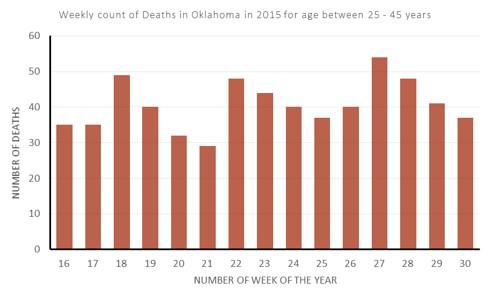 Weekly count of Deaths in Oklahoma in 2015 for age between 25 - 45 years
60
50
40
30
20
10
0
NUMBER OF DEATHS
16 17 18 19 20 21 22 23 24 25 26 27 28 29 30
NUMBER OF WEEK OF THE YEAR